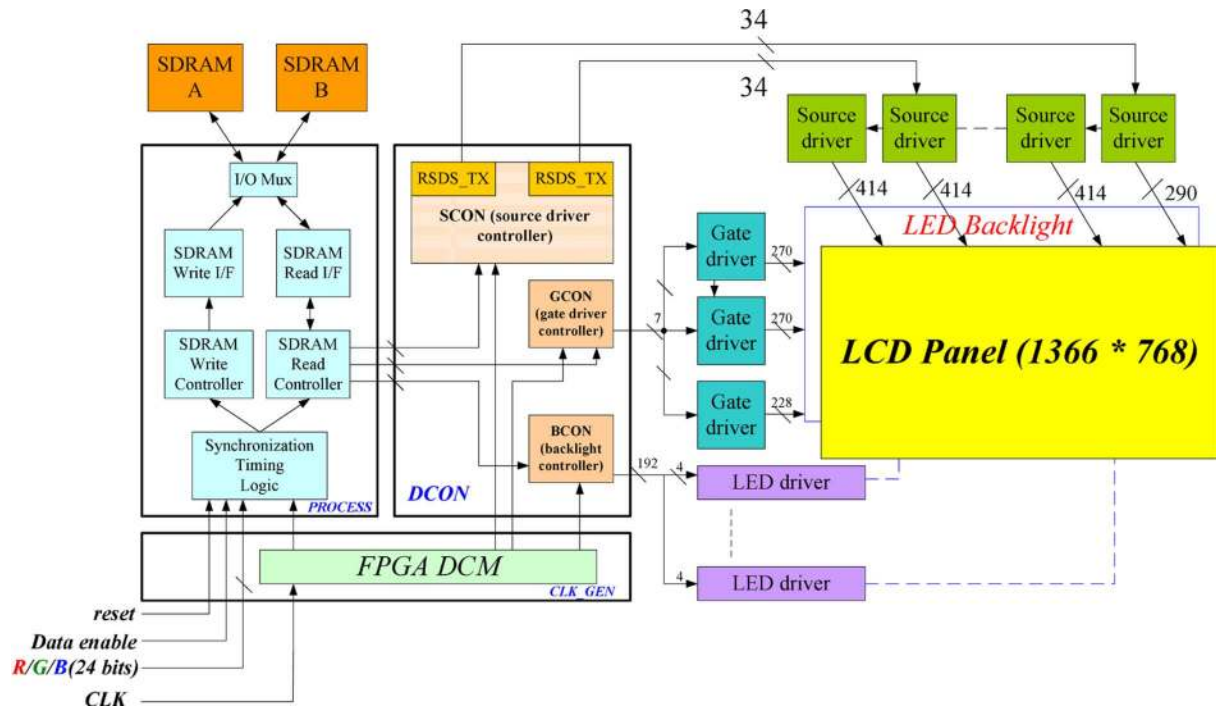 34
34
SDRAM
A
SDRAM
B
Source
driver
Source
driver
Source
driver
Source
driver
I/O Mux
RSDS_TX
RSDS_TX
SCON (source driver
controller)
414
414
414
290
LED Backlight
SDRAM
Write I/F
SDRAM
Read I/F
Gate
driver
270
GCON
(gate driver
controller)
7
Gate
driver
270
SDRAM
Write
Controller
SDRAM
Read
Controller
LCD Panel (1366 * 768)
Gate
driver
228
Synchronization
Timing
Logic
BCON
(backlight
controller)
192
4
LED driver
PROCESS
DCON
FPGA DCM
CLK_GEN
4
LED driver
reset
Data enable
R/G/B(24 bits)
CLK